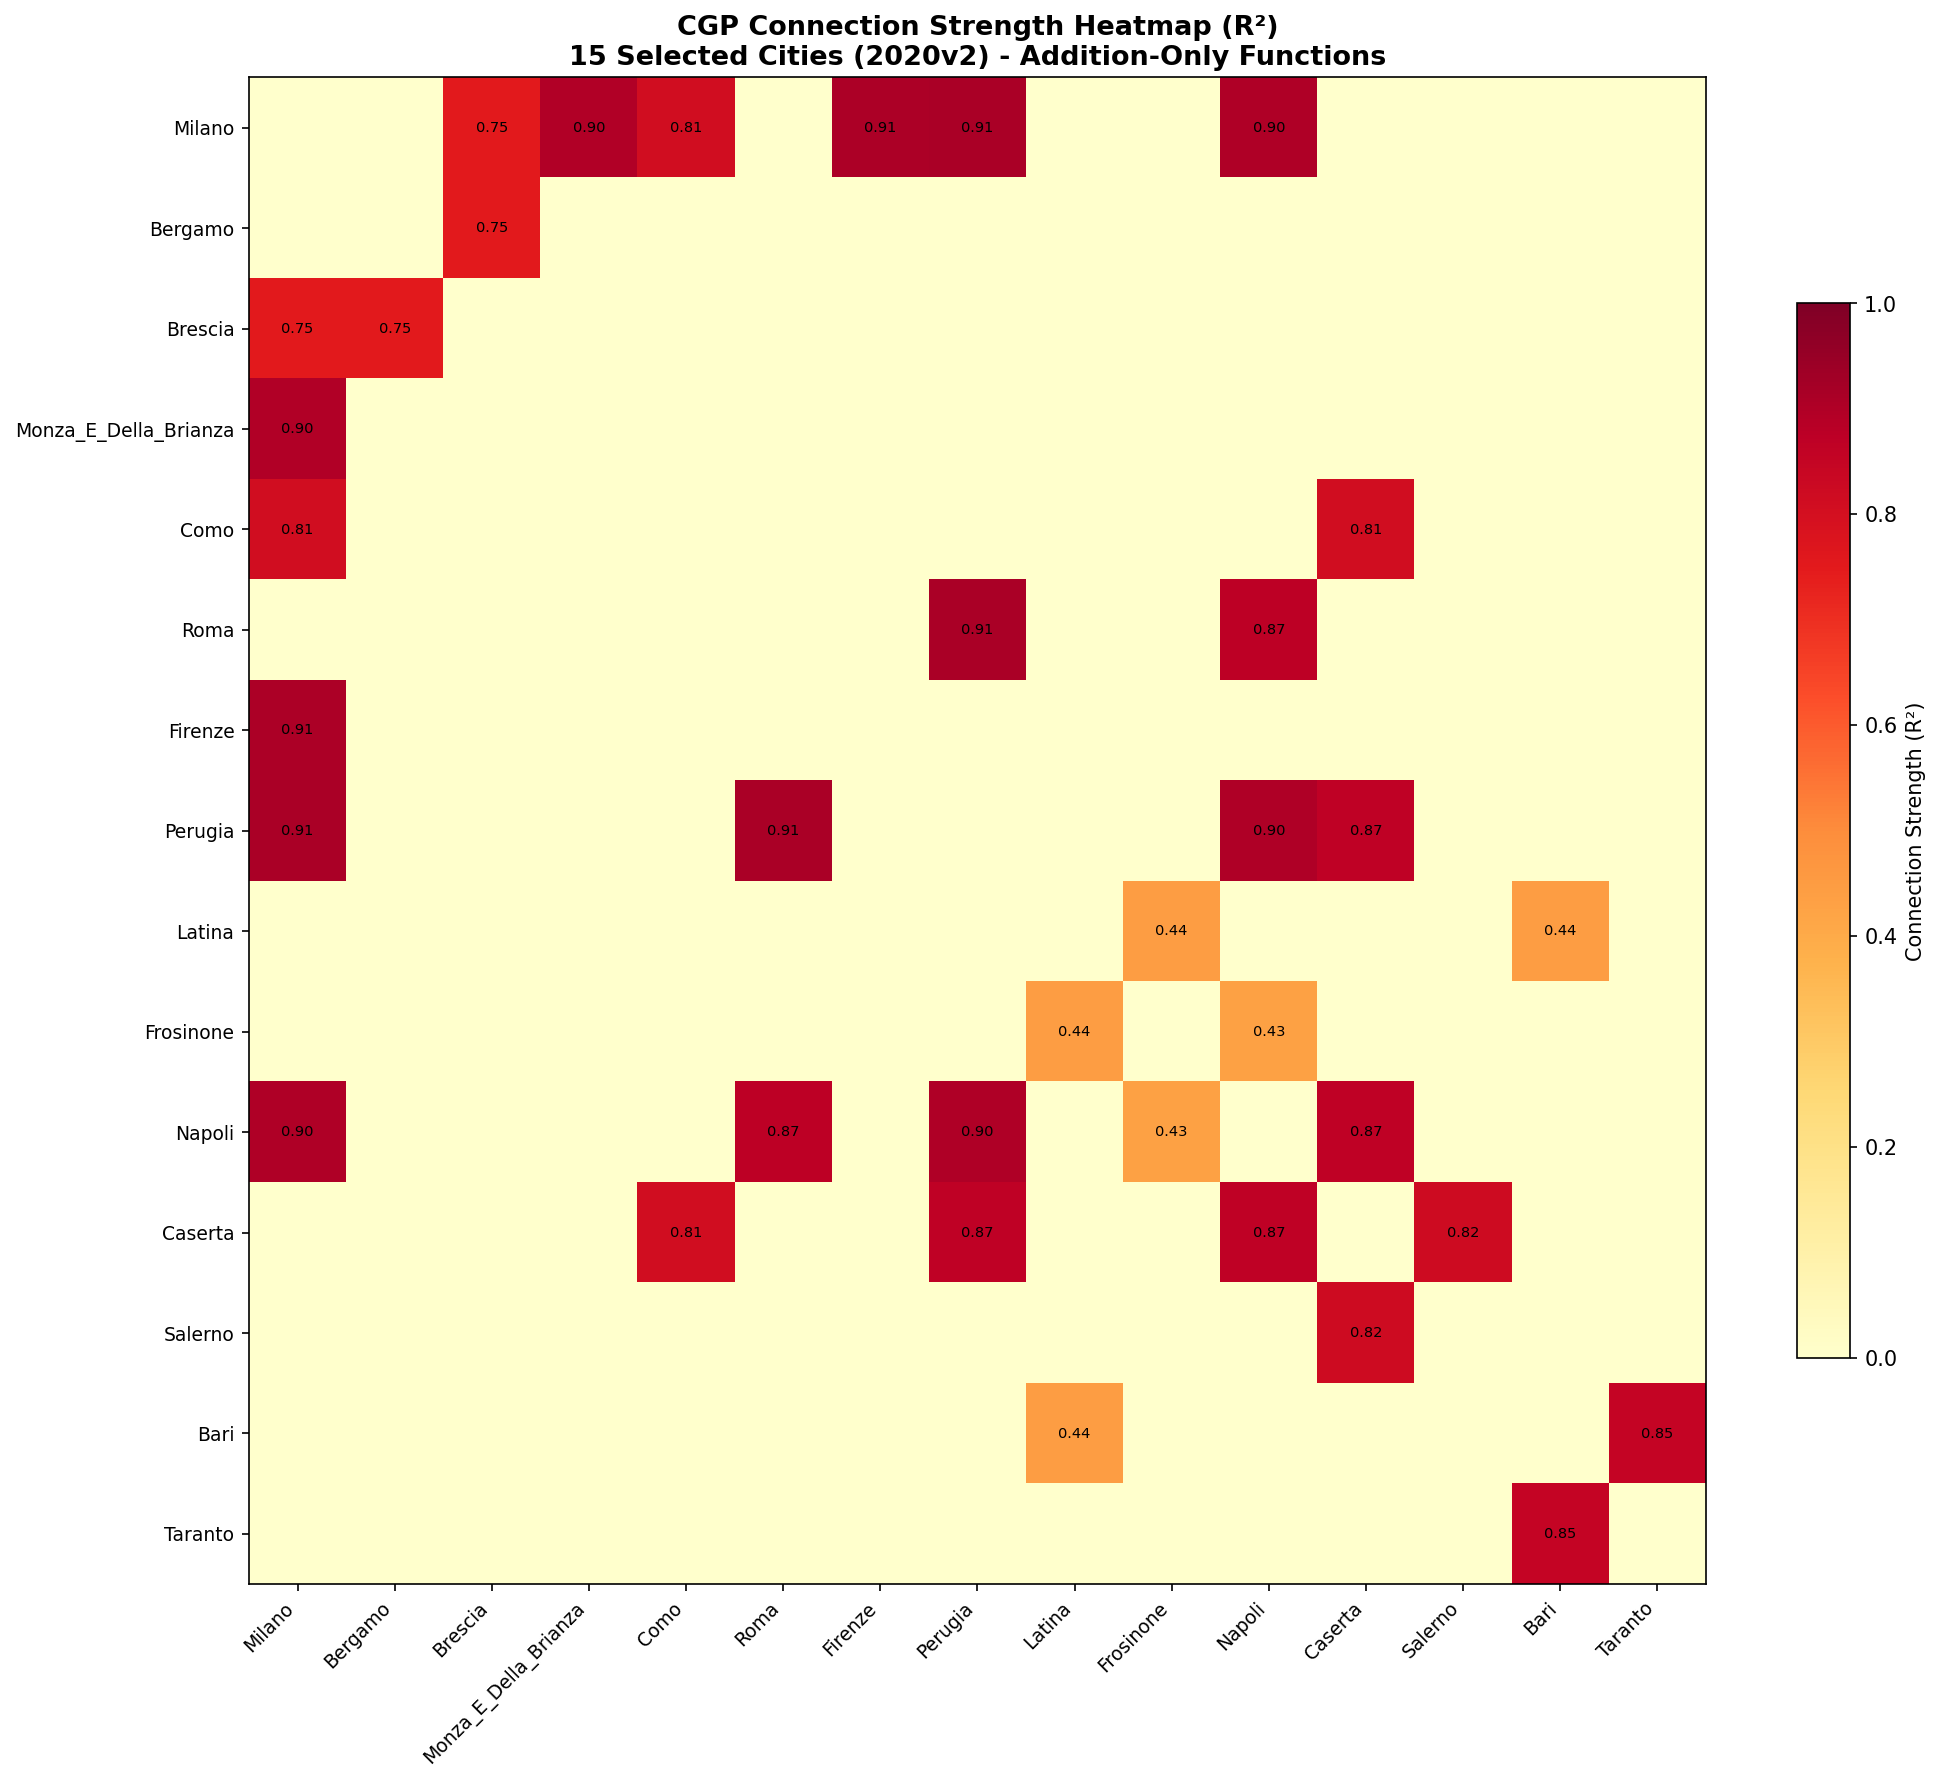 CGP Connection Strength Heatmap (R²)
15 Selected Cities (2020v2) - Addition-Only Functions
Milano 0.75 0.90 0.81 0.91 0.91 0.90
Bergamo 0.75
Brescia 0.75 0.75
Monza_E_Della_Brianza 0.90
Como 0.81 0.81
Roma 0.91 0.87
Firenze 0.91
Perugia 0.91 0.91 0.90 0.87
Latina 0.44 0.44
Frosinone 0.44 0.43
Napoli 0.90 0.87 0.90 0.43 0.87
Caserta 0.81 0.87 0.87 0.82
Salerno 0.82
Bari 0.44 0.85
Taranto 0.85
Milano
Bergamo
Brescia
Monza_E_Della_Brianza
Como
Roma
Firenze
Perugia
Latina
Frosinone
Napoli
Caserta
Salerno
Bari
Taranto
1.0
0.8
0.6
0.4
0.2
0.0
Connection Strength (R²)